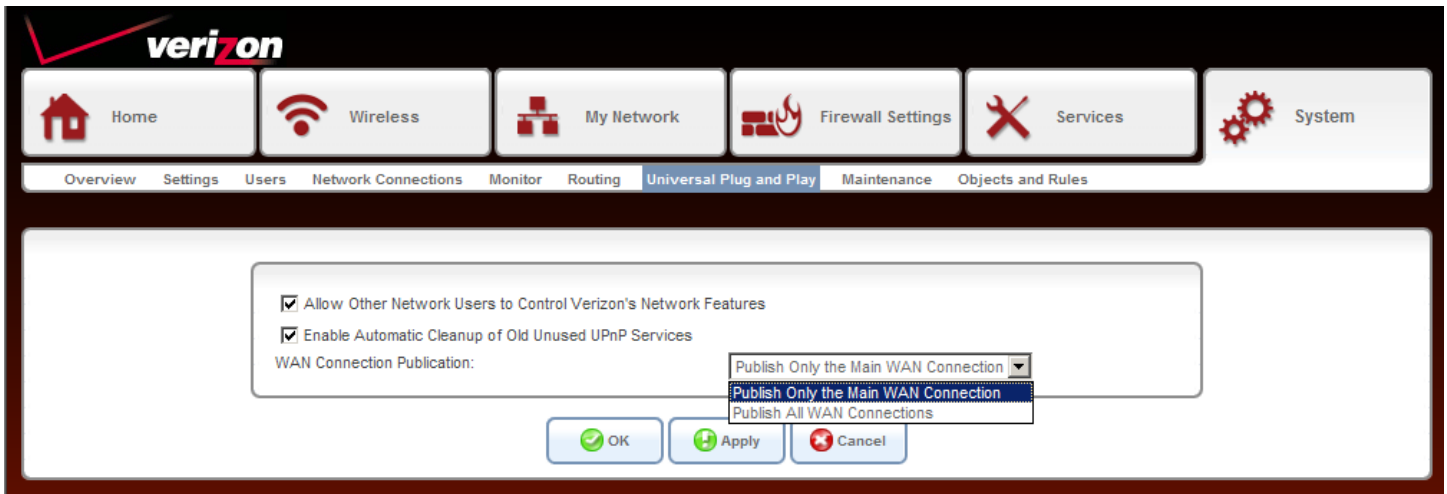 verizon
Home Wireless My Network Firewall Settings Services System
Overview Settings Users Network Connections Monitor Routing Universal Plug and Play Maintenance Objects and Rules
Allow Other Network Users to Control Verizon's Network Features
Enable Automatic Cleanup of Old Unused UPnP Services
WAN Connection Publication: Publish Only the Main WAN Connection
Publish Only the Main WAN Connection
Publish All WAN Connections
OK Apply Cancel